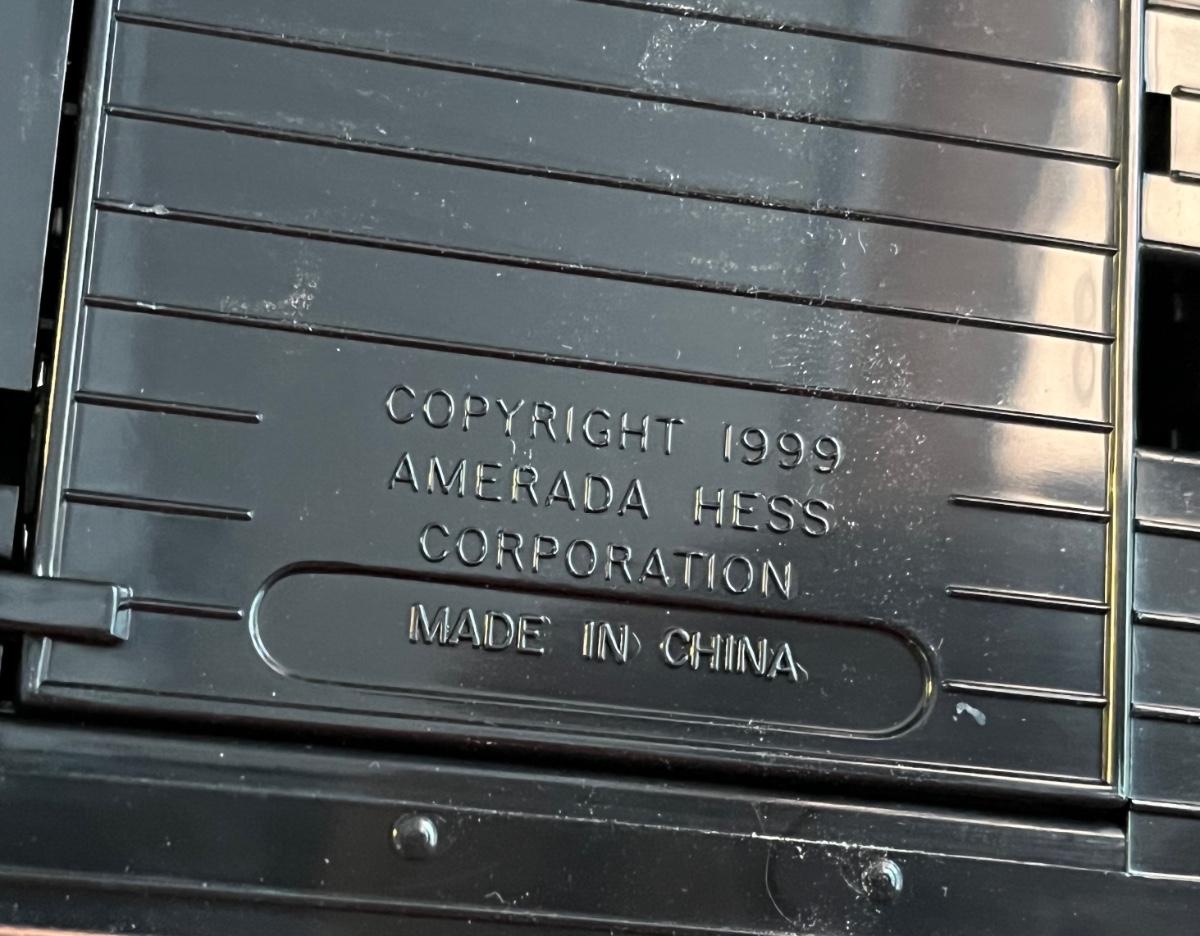 COPYRIGHT 1999
AMERADA HESS
CORPORATION
MADE IN CHINA